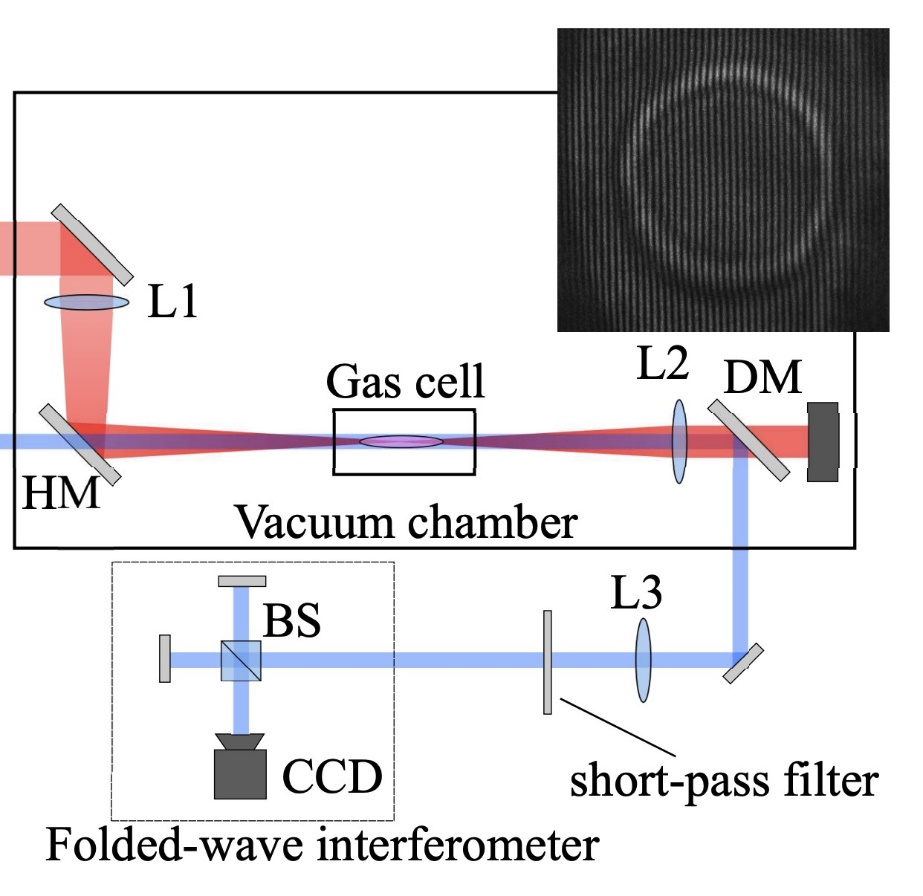 L1
L2
DM
Gas cell
HM
Vacuum chamber
L3
BS
CCD
short-pass filter
Folded-wave interferometer